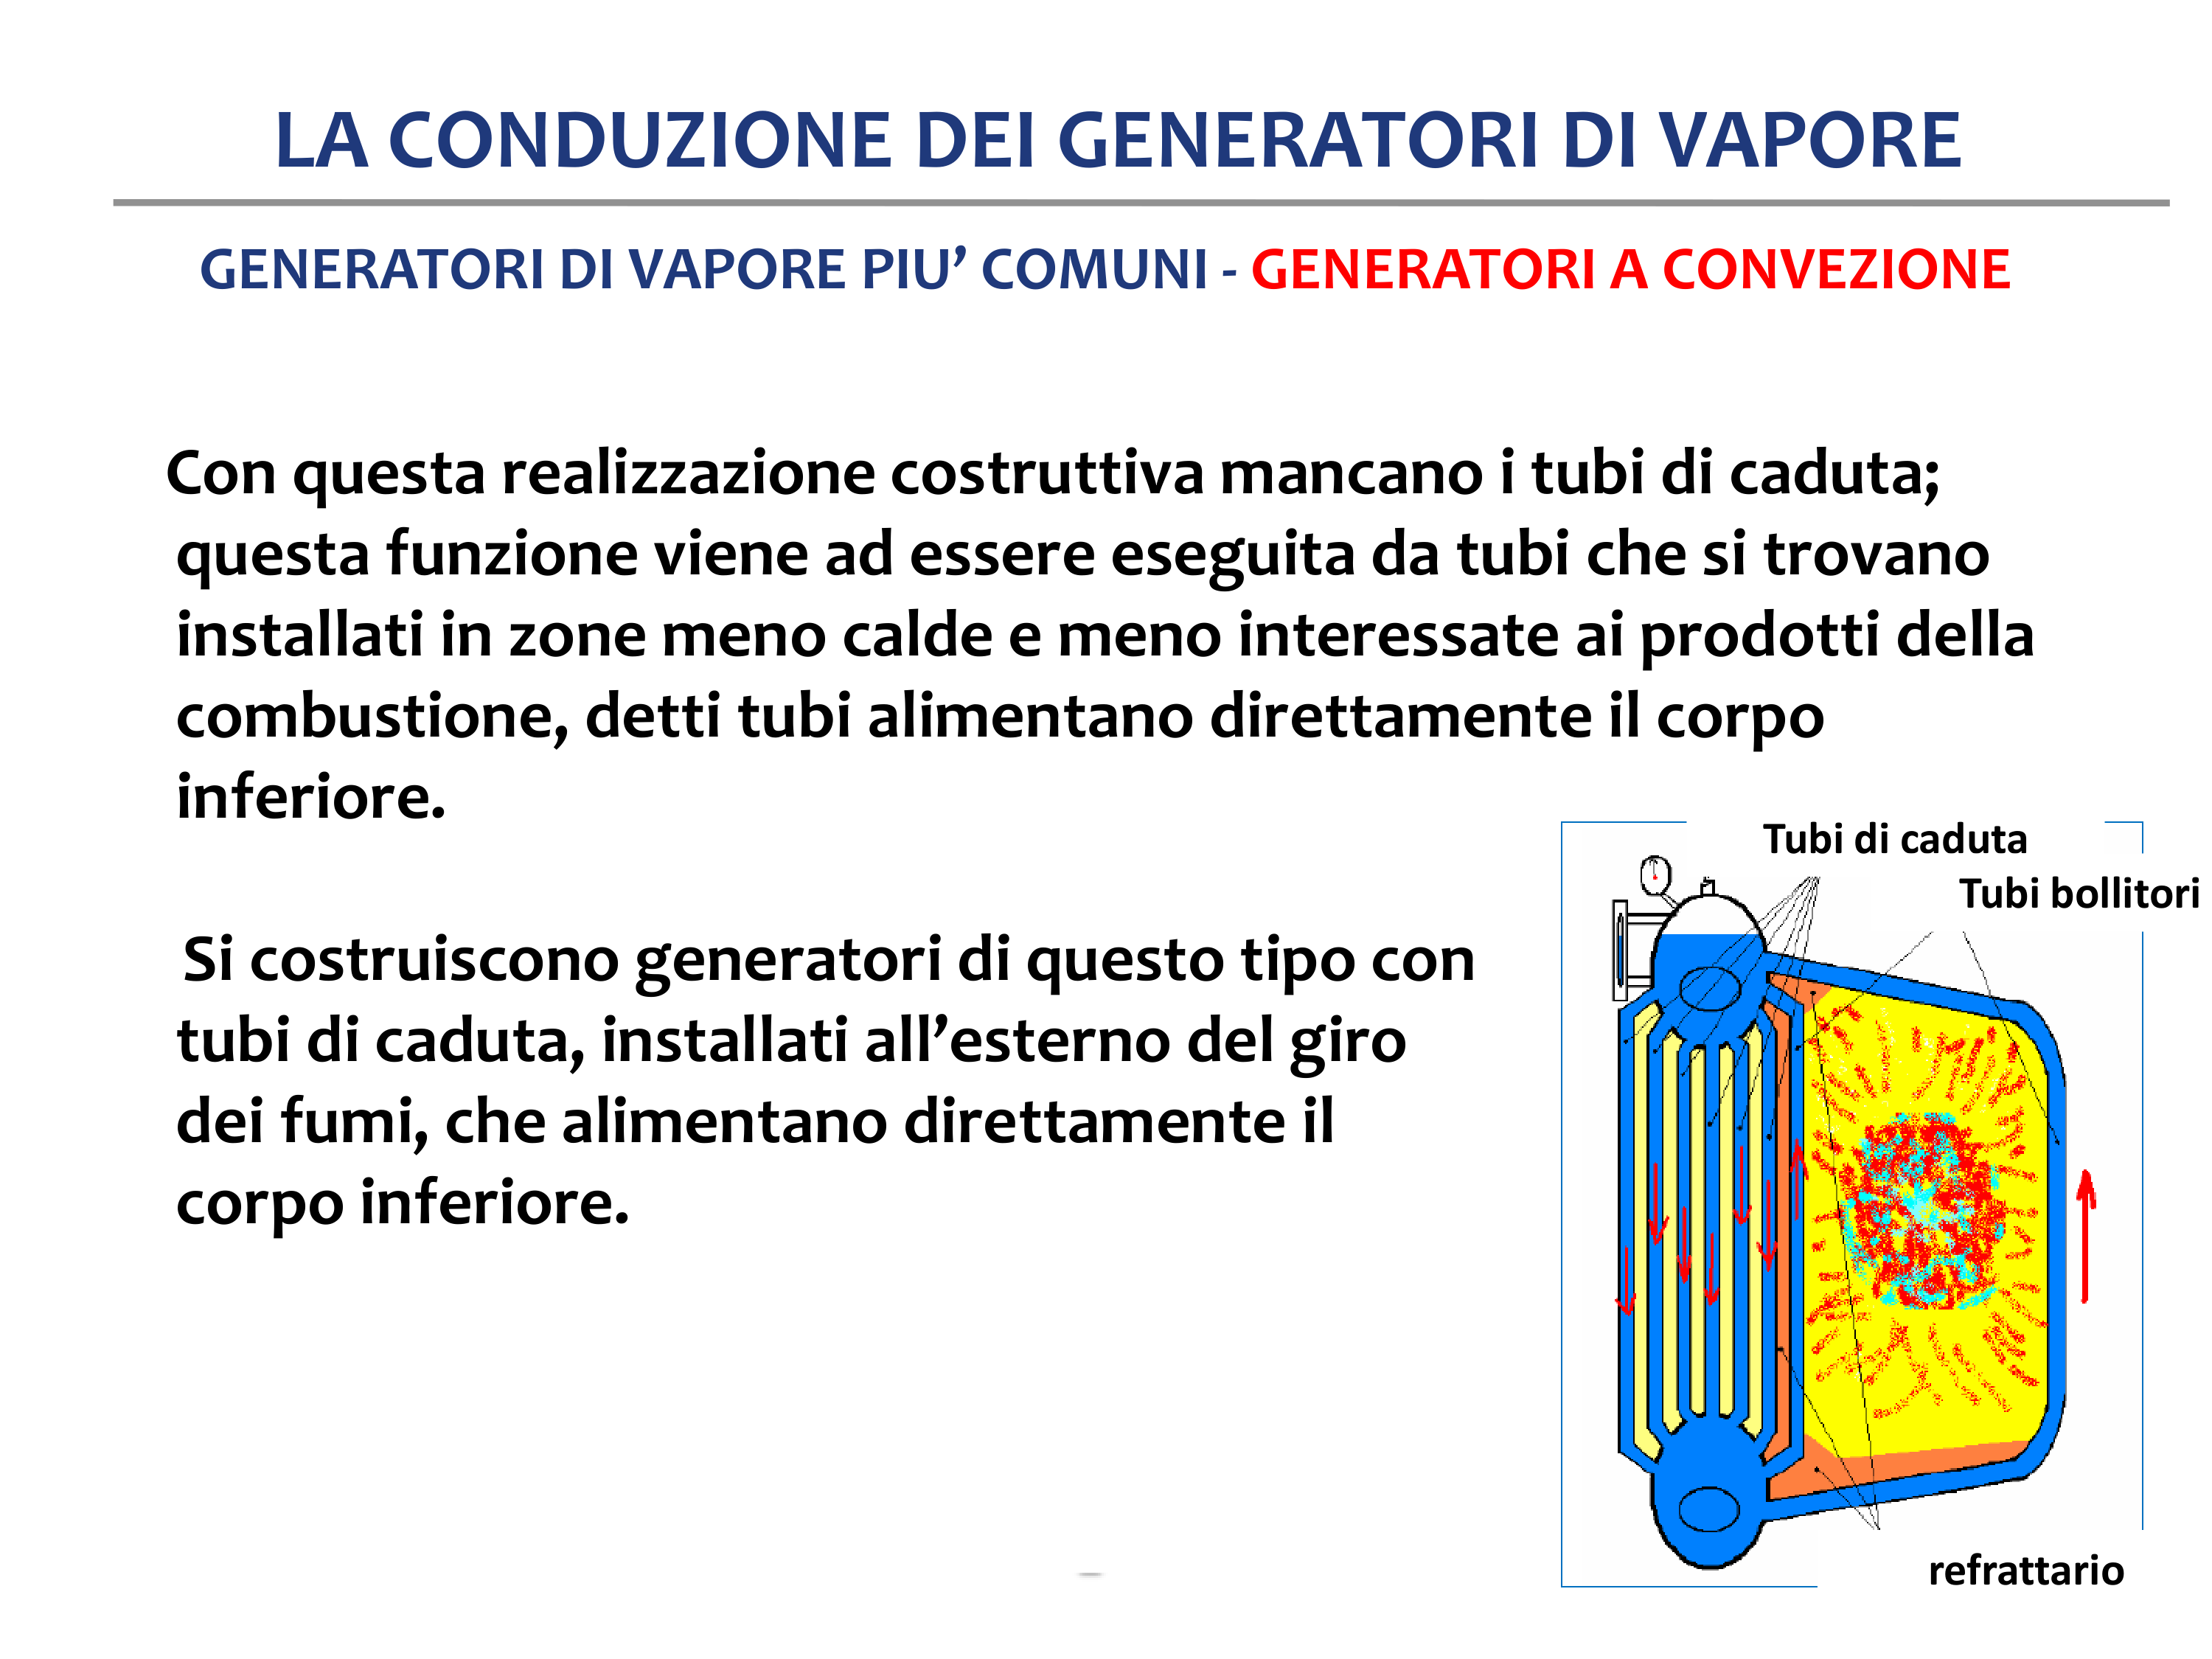 LA CONDUZIONE DEI GENERATORI DI VAPORE
GENERATORI DI VAPORE PIU’ COMUNI - GENERATORI A CONVEZIONE
Con questa realizzazione costruttiva mancano i tubi di caduta;
questa funzione viene ad essere eseguita da tubi che si trovano
installati in zone meno calde e meno interessate ai prodotti della
combustione, detti tubi alimentano direttamente il corpo
inferiore.
Si costruiscono generatori di questo tipo con
tubi di caduta, installati all’esterno del giro
dei fumi, che alimentano direttamente il
corpo inferiore.
Tubi di caduta
Tubi bollitori
refrattario